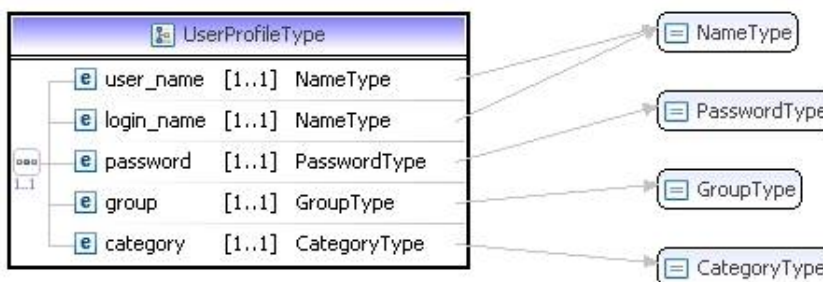 UserProfileType
user_name [1..1] NameType
login_name [1..1] NameType
password [1..1] PasswordType
1..1
group [1..1] GroupType
category [1..1] CategoryType
NameType
PasswordType
GroupType
CategoryType